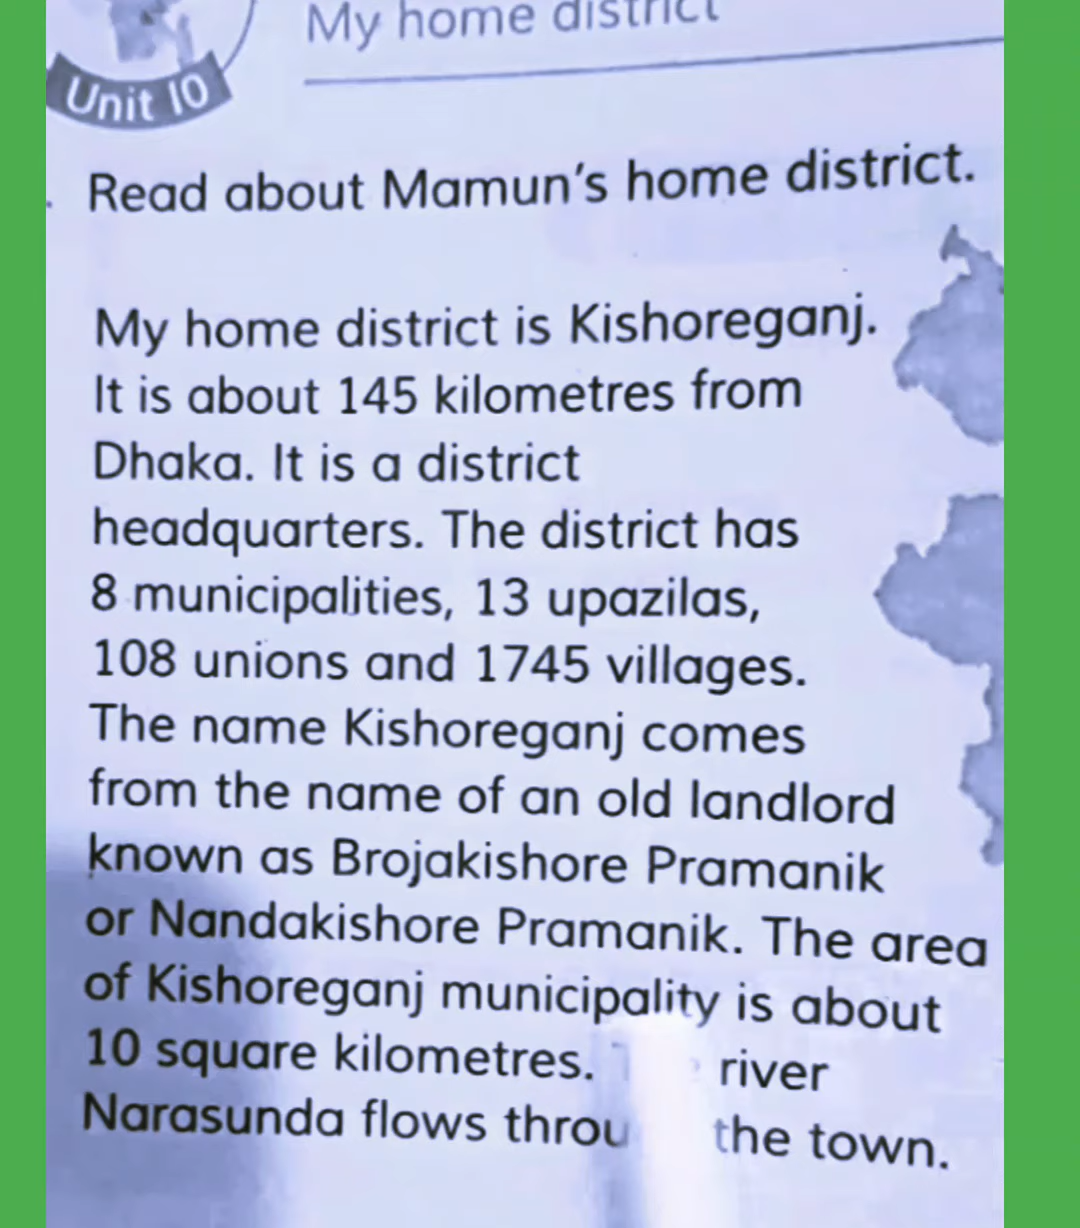 My home district
Unit 10
Read about Mamun's home district.
My home district is Kishoreganj.
It is about 145 kilometres from
Dhaka. It is a district
headquarters. The district has
8 municipalities, 13 upazilas,
108 unions and 1745 villages.
The name Kishoreganj comes
from the name of an old landlord
known as Brojakishore Pramanik
or Nandakishore Pramanik. The area
of Kishoreganj municipality is about
10 square kilometres. river
Narasunda flows throu the town.